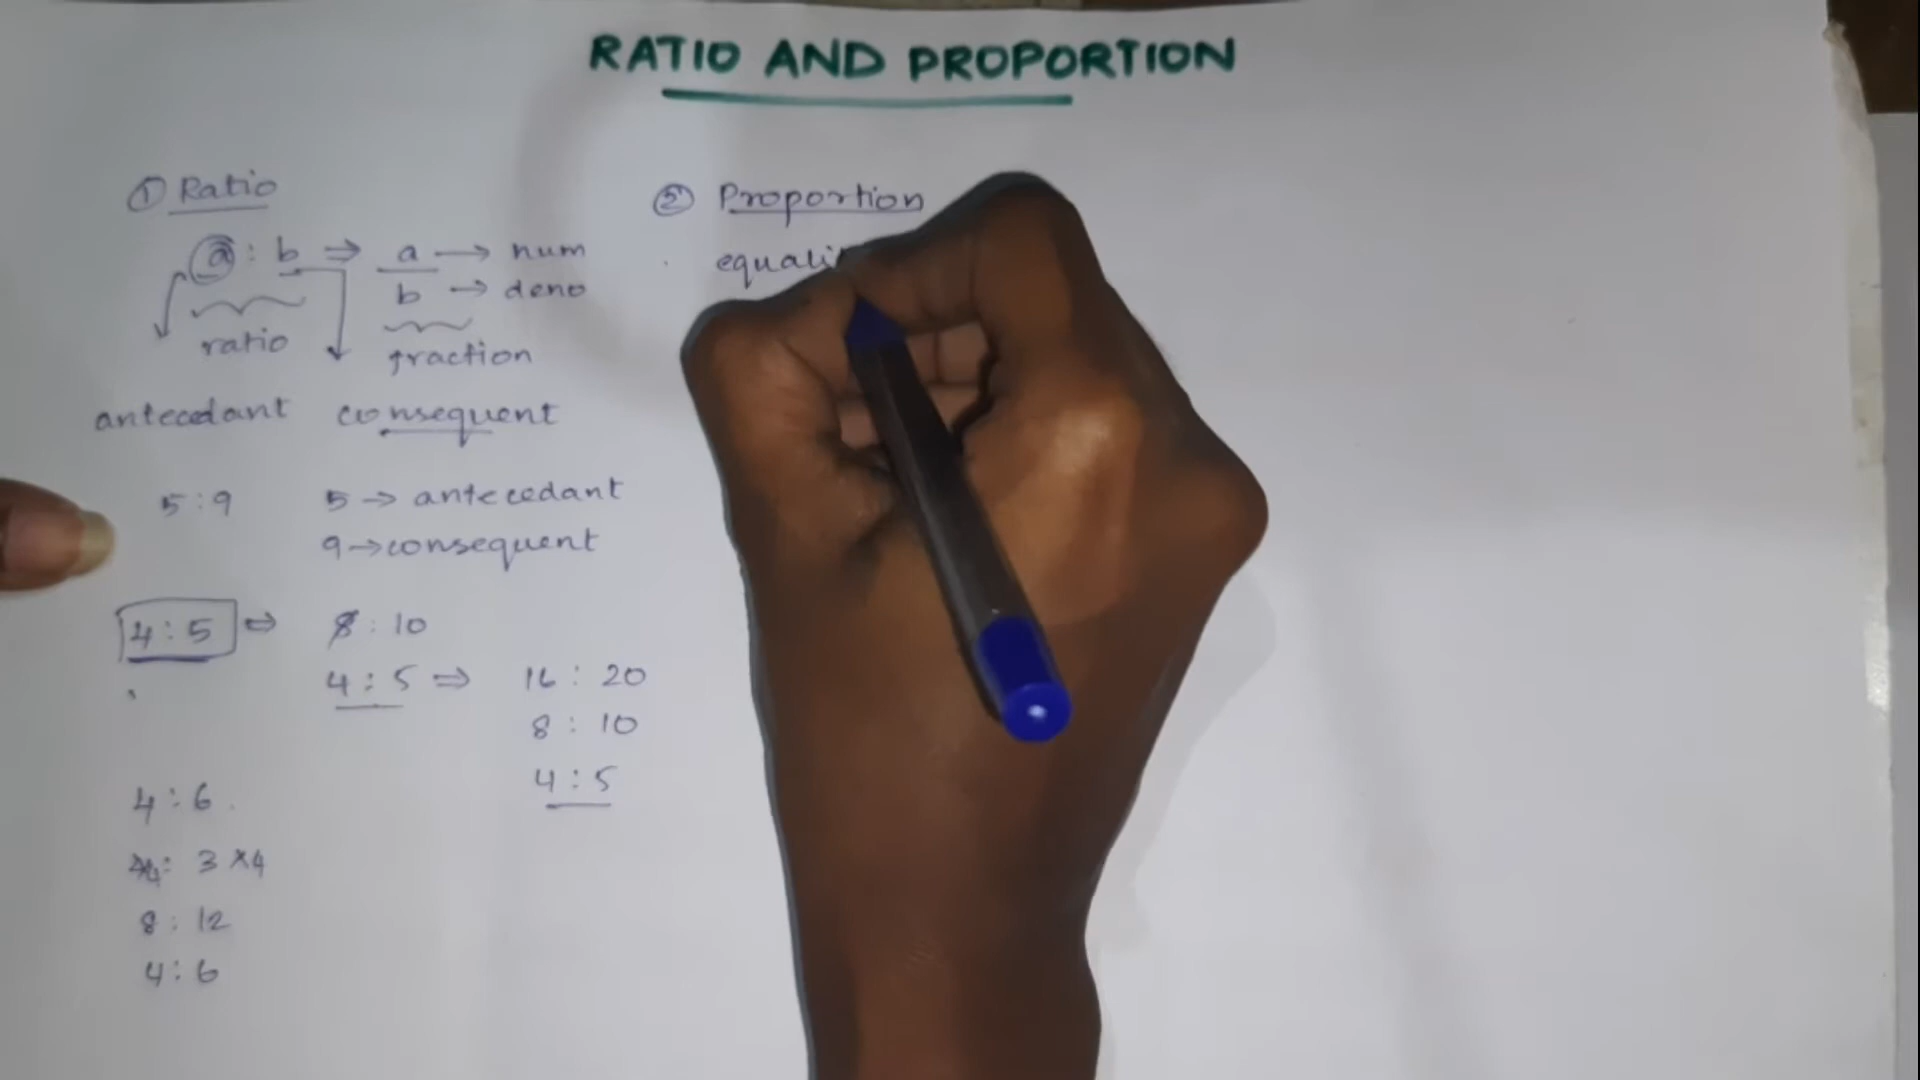 RATIO AND PROPORTION
① Ratio
a : b ⇒ a → num
b → deno
ratio
fraction
antecedant consequent
5 : 9 5 → antecedant
9 → consequent
4 : 5 ⇨ 8 : 10
4 : 5 ⇒ 16 : 20
8 : 10
4 : 5
4 : 6
: 3 ×4
8 : 12
4 : 6
② Proportion
equali